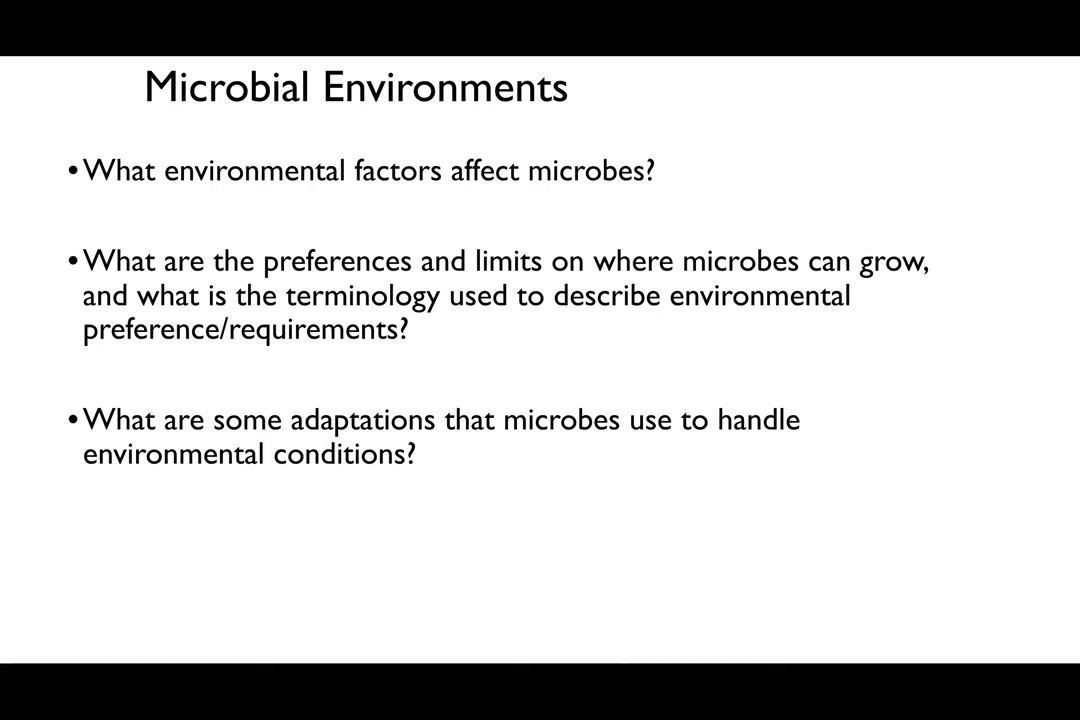 Microbial Environments
•What environmental factors affect microbes?
•What are the preferences and limits on where microbes can grow,
and what is the terminology used to describe environmental
preference/requirements?
•What are some adaptations that microbes use to handle
environmental conditions?